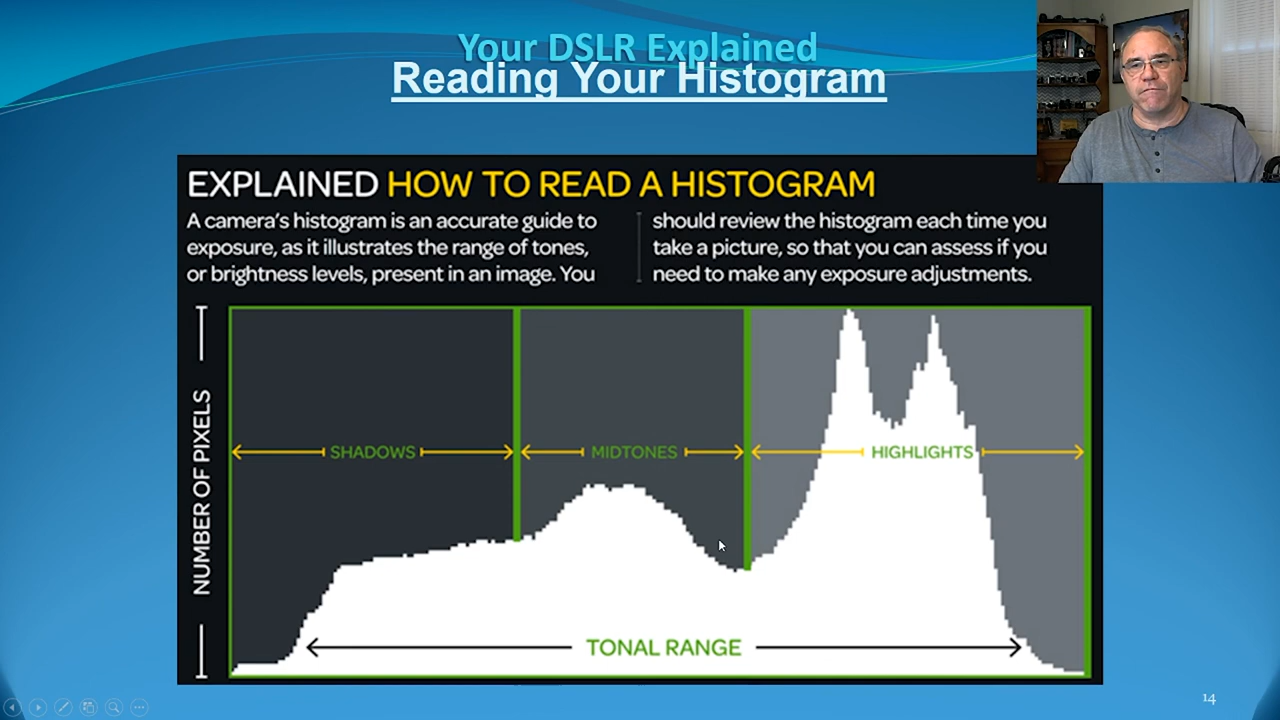 Your DSLR Explained
Reading Your Histogram
EXPLAINED HOW TO READ A HISTOGRAM
A camera's histogram is an accurate guide to
exposure, as it illustrates the range of tones,
or brightness levels, present in an image. You
should review the histogram each time you
take a picture, so that you can assess if you
need to make any exposure adjustments.
NUMBER OF PIXELS
SHADOWS
MIDTONES
HIGHLIGHTS
TONAL RANGE
14